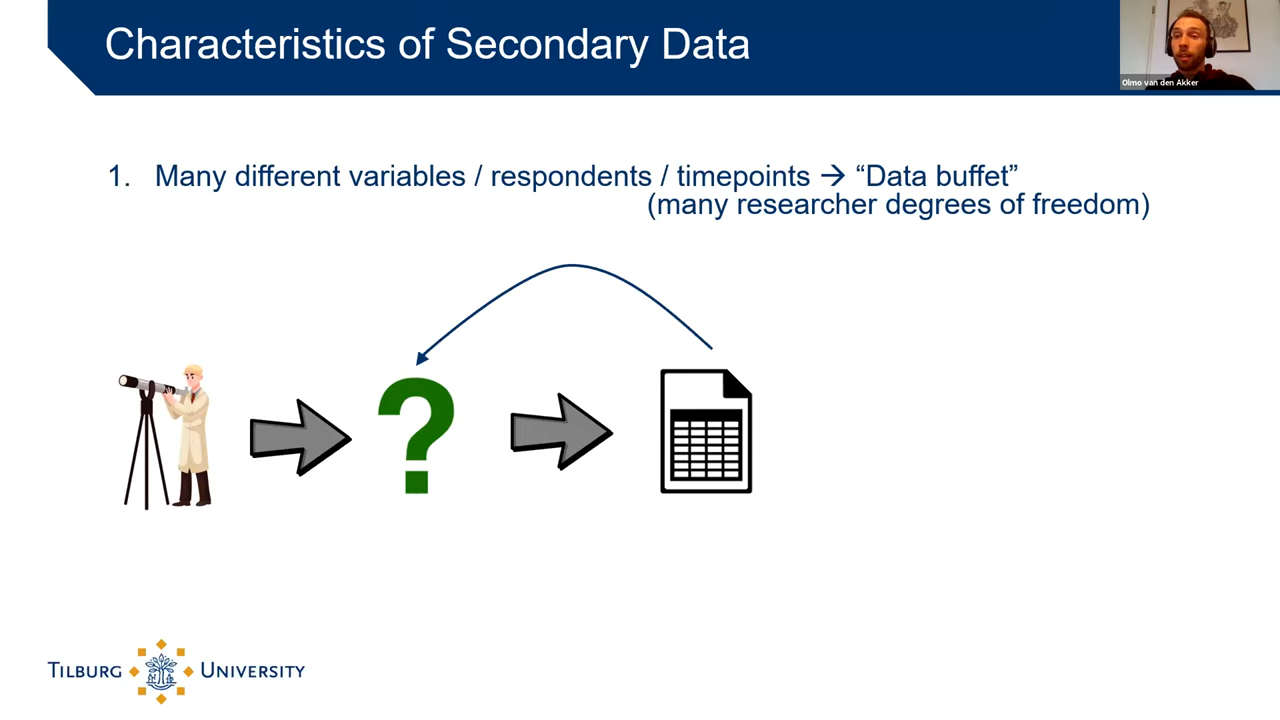 Characteristics of Secondary Data
Olmo van den Akker
1. Many different variables / respondents / timepoints → “Data buffet”
(many researcher degrees of freedom)
?
TILBURG UNIVERSITY